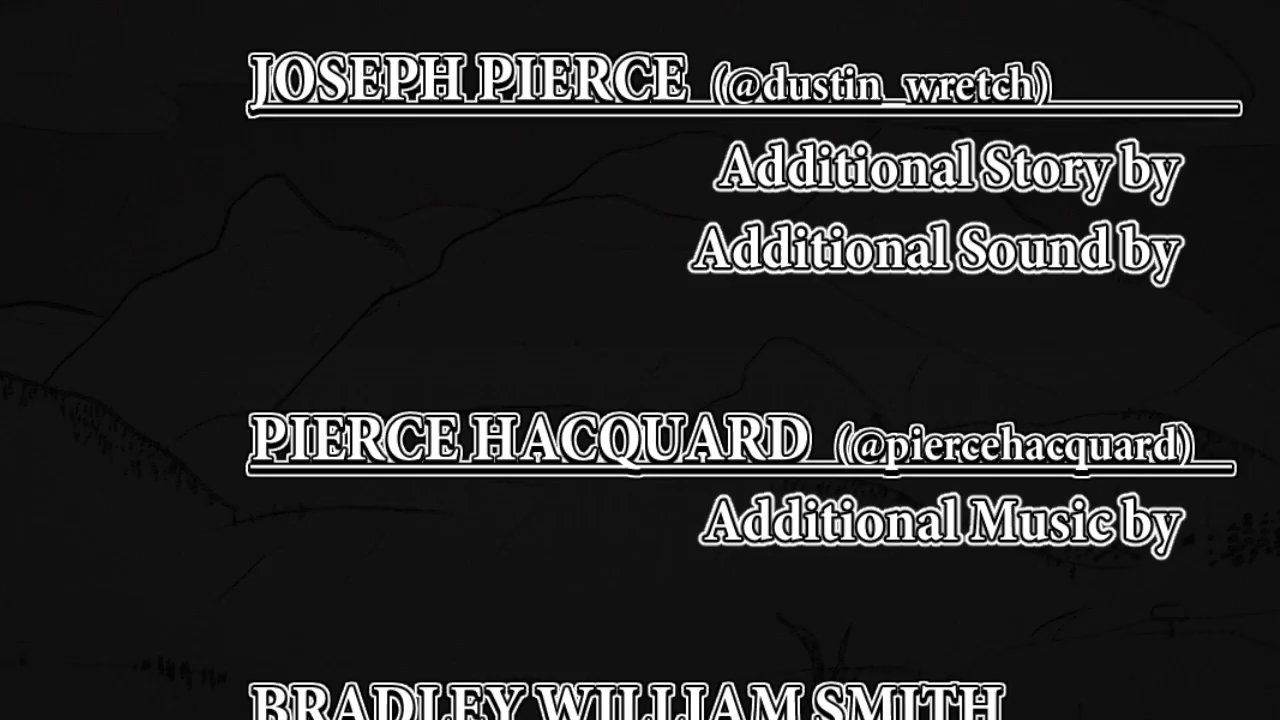 JOSEPH PIERCE (@dustin_wretch)
Additional Story by
Additional Sound by
PIERCE HACQUARD (@piercehacquard)
Additional Music by
BRADLEY WILLIAM SMITH